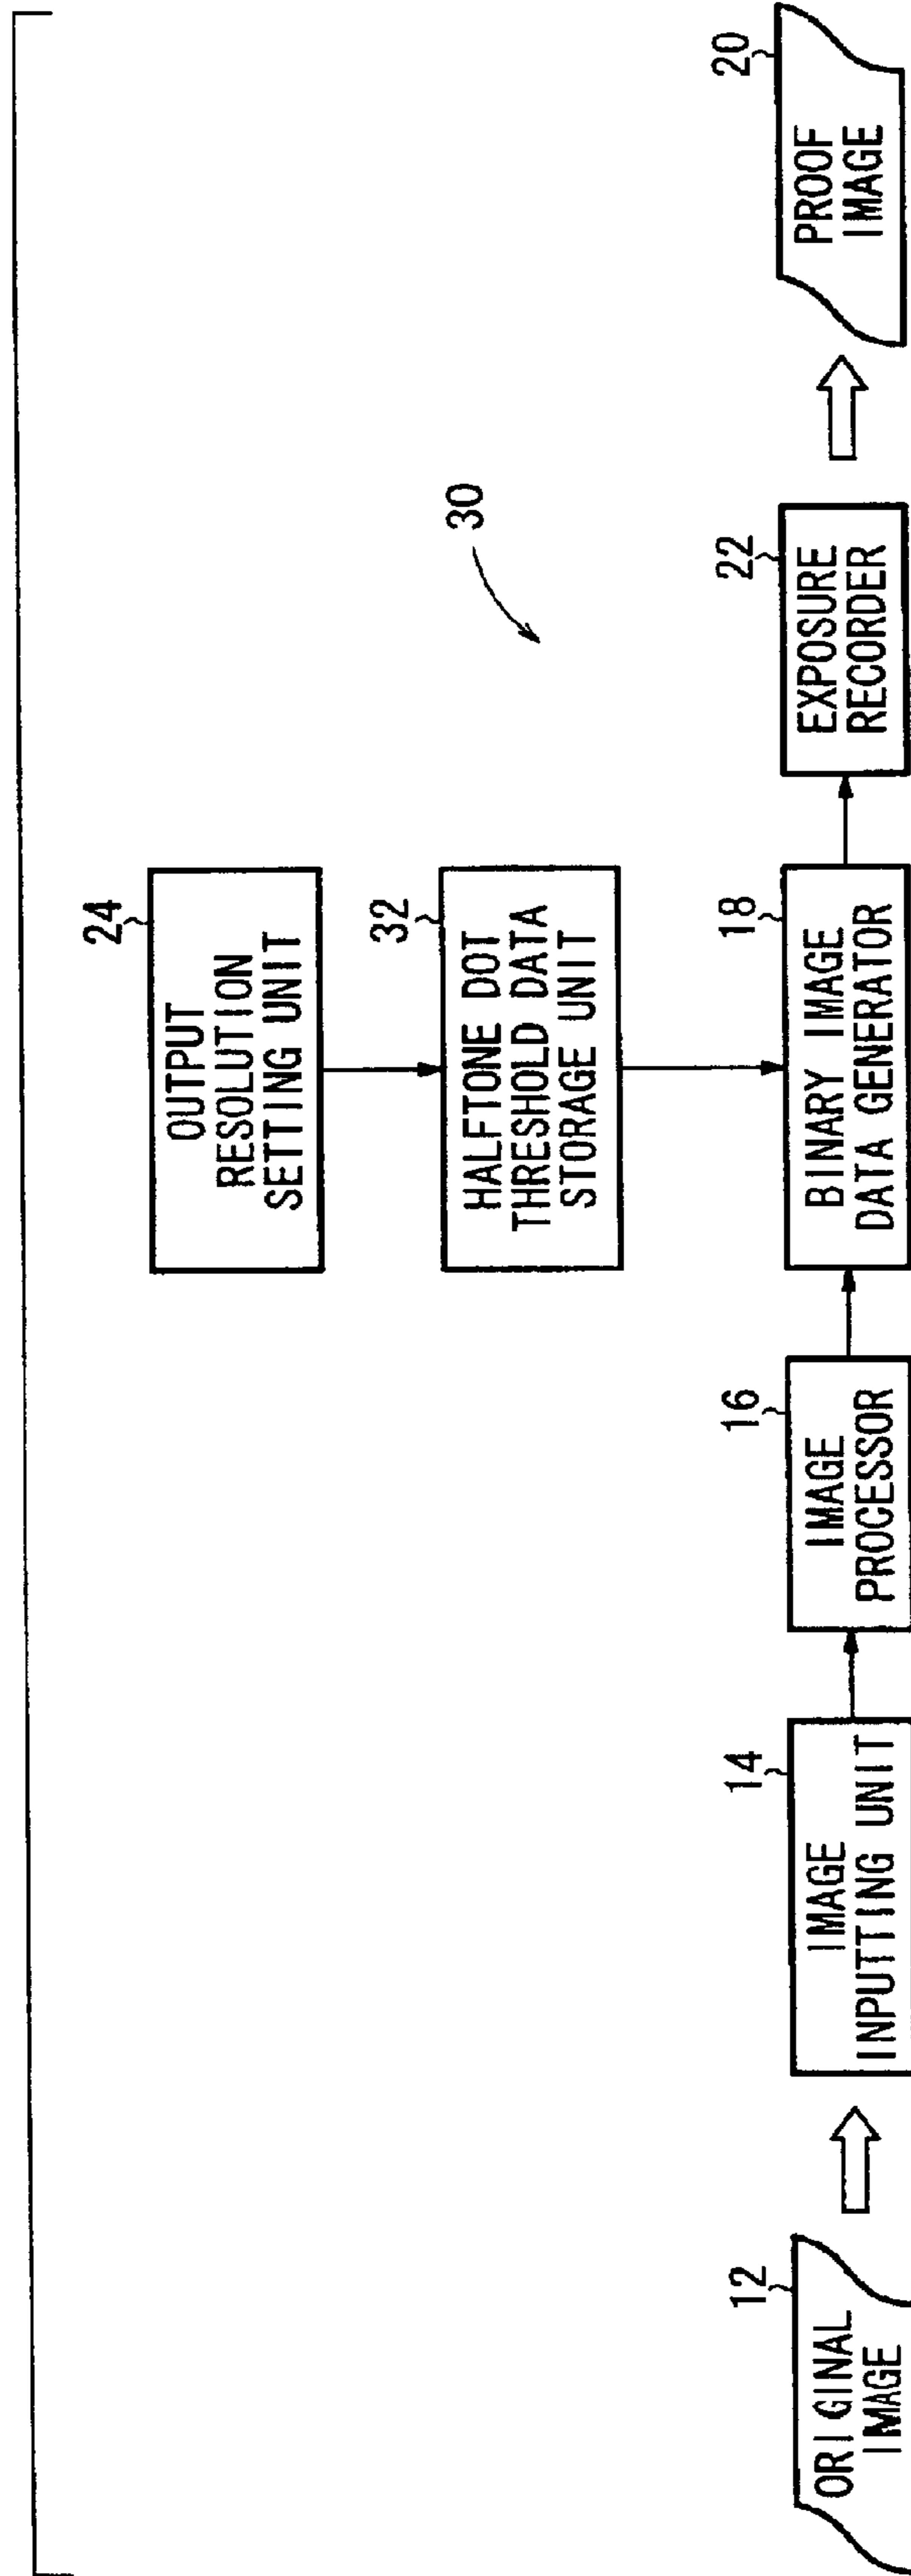 24
OUTPUT
RESOLUTION
SETTING UNIT
32
HALFTONE DOT
THRESHOLD DATA
STORAGE UNIT
30
12
ORIGINAL
IMAGE
14
IMAGE
INPUTTING UNIT
16
IMAGE
PROCESSOR
18
BINARY IMAGE
DATA GENERATOR
22
EXPOSURE
RECORDER
20
PROOF
IMAGE